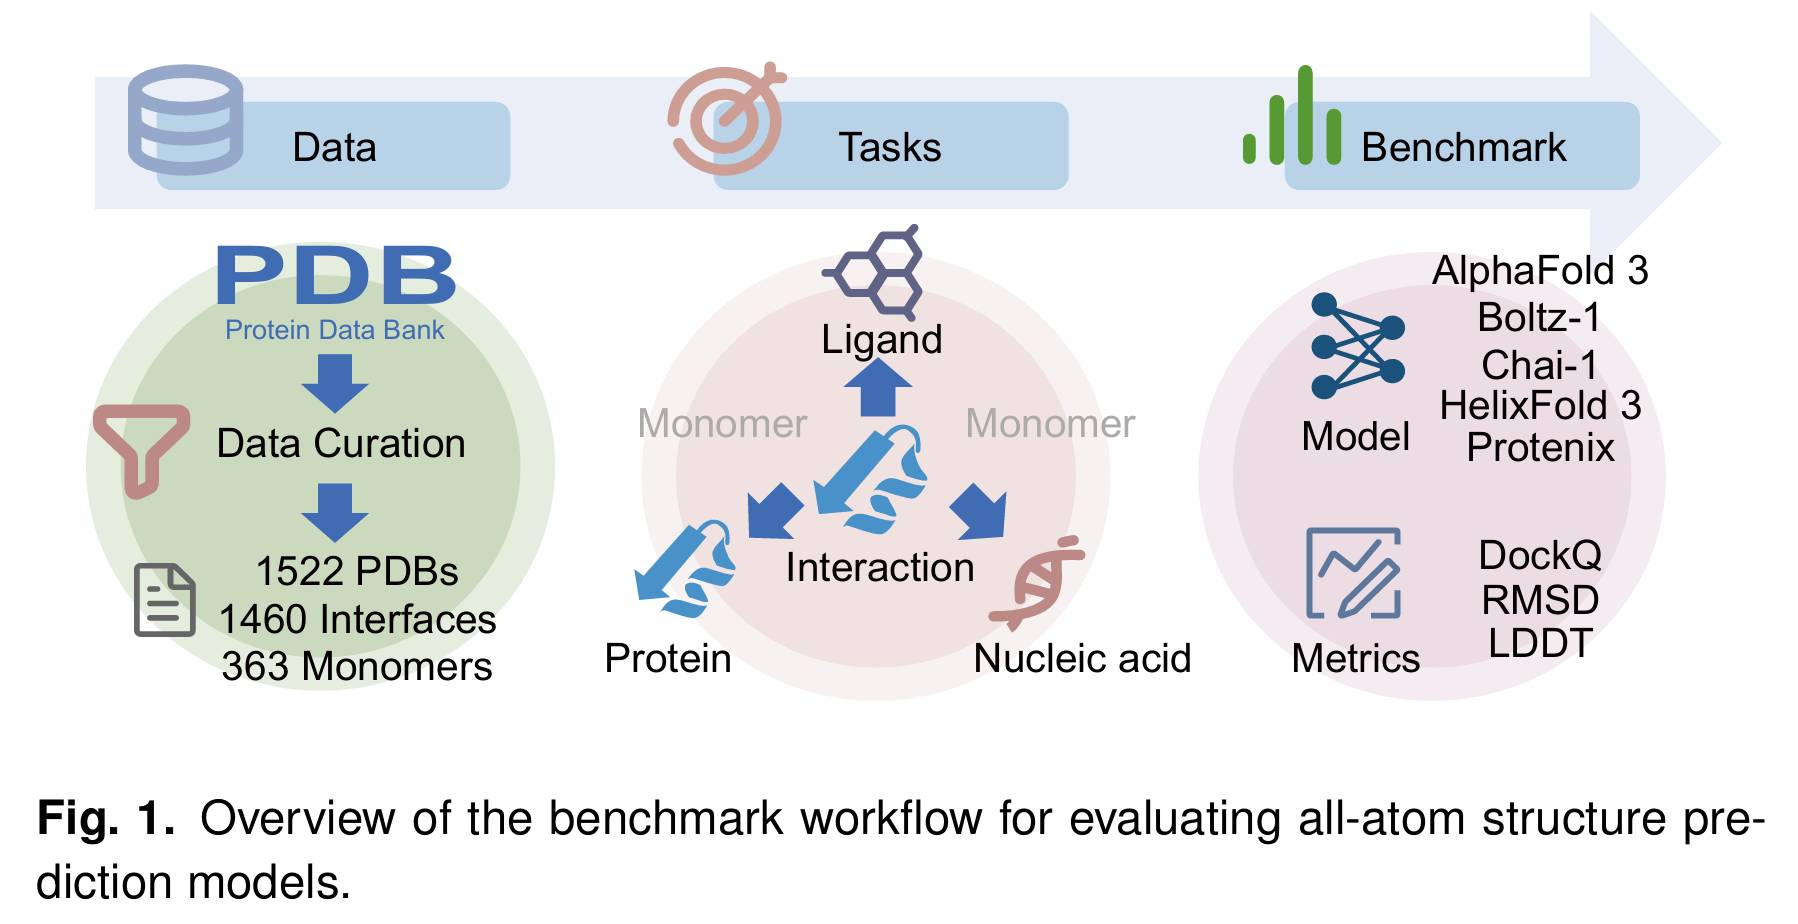 Data
Tasks
Benchmark
PDB
Protein Data Bank
Data Curation
1522 PDBs
1460 Interfaces
363 Monomers
Ligand
Monomer
Monomer
Interaction
Protein
Nucleic acid
AlphaFold 3
Boltz-1
Chai-1
HelixFold 3
Protenix
Model
DockQ
RMSD
LDDT
Metrics
Fig. 1. Overview of the benchmark workflow for evaluating all-atom structure pre-
diction models.